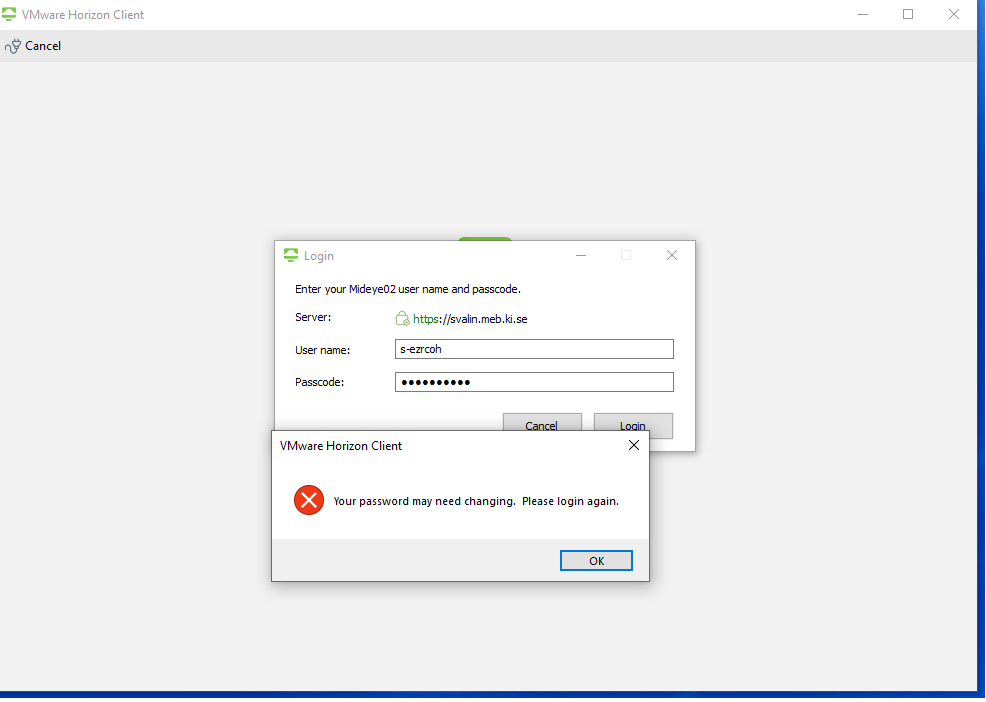 VMware Horizon Client
Cancel
Login
Enter your Mideye02 user name and passcode.
Server: https://svalin.meb.ki.se
User name: s-ezrcoh
Passcode: ●●●●●●●●●●
Cancel Login
VMware Horizon Client
Your password may need changing. Please login again.
OK